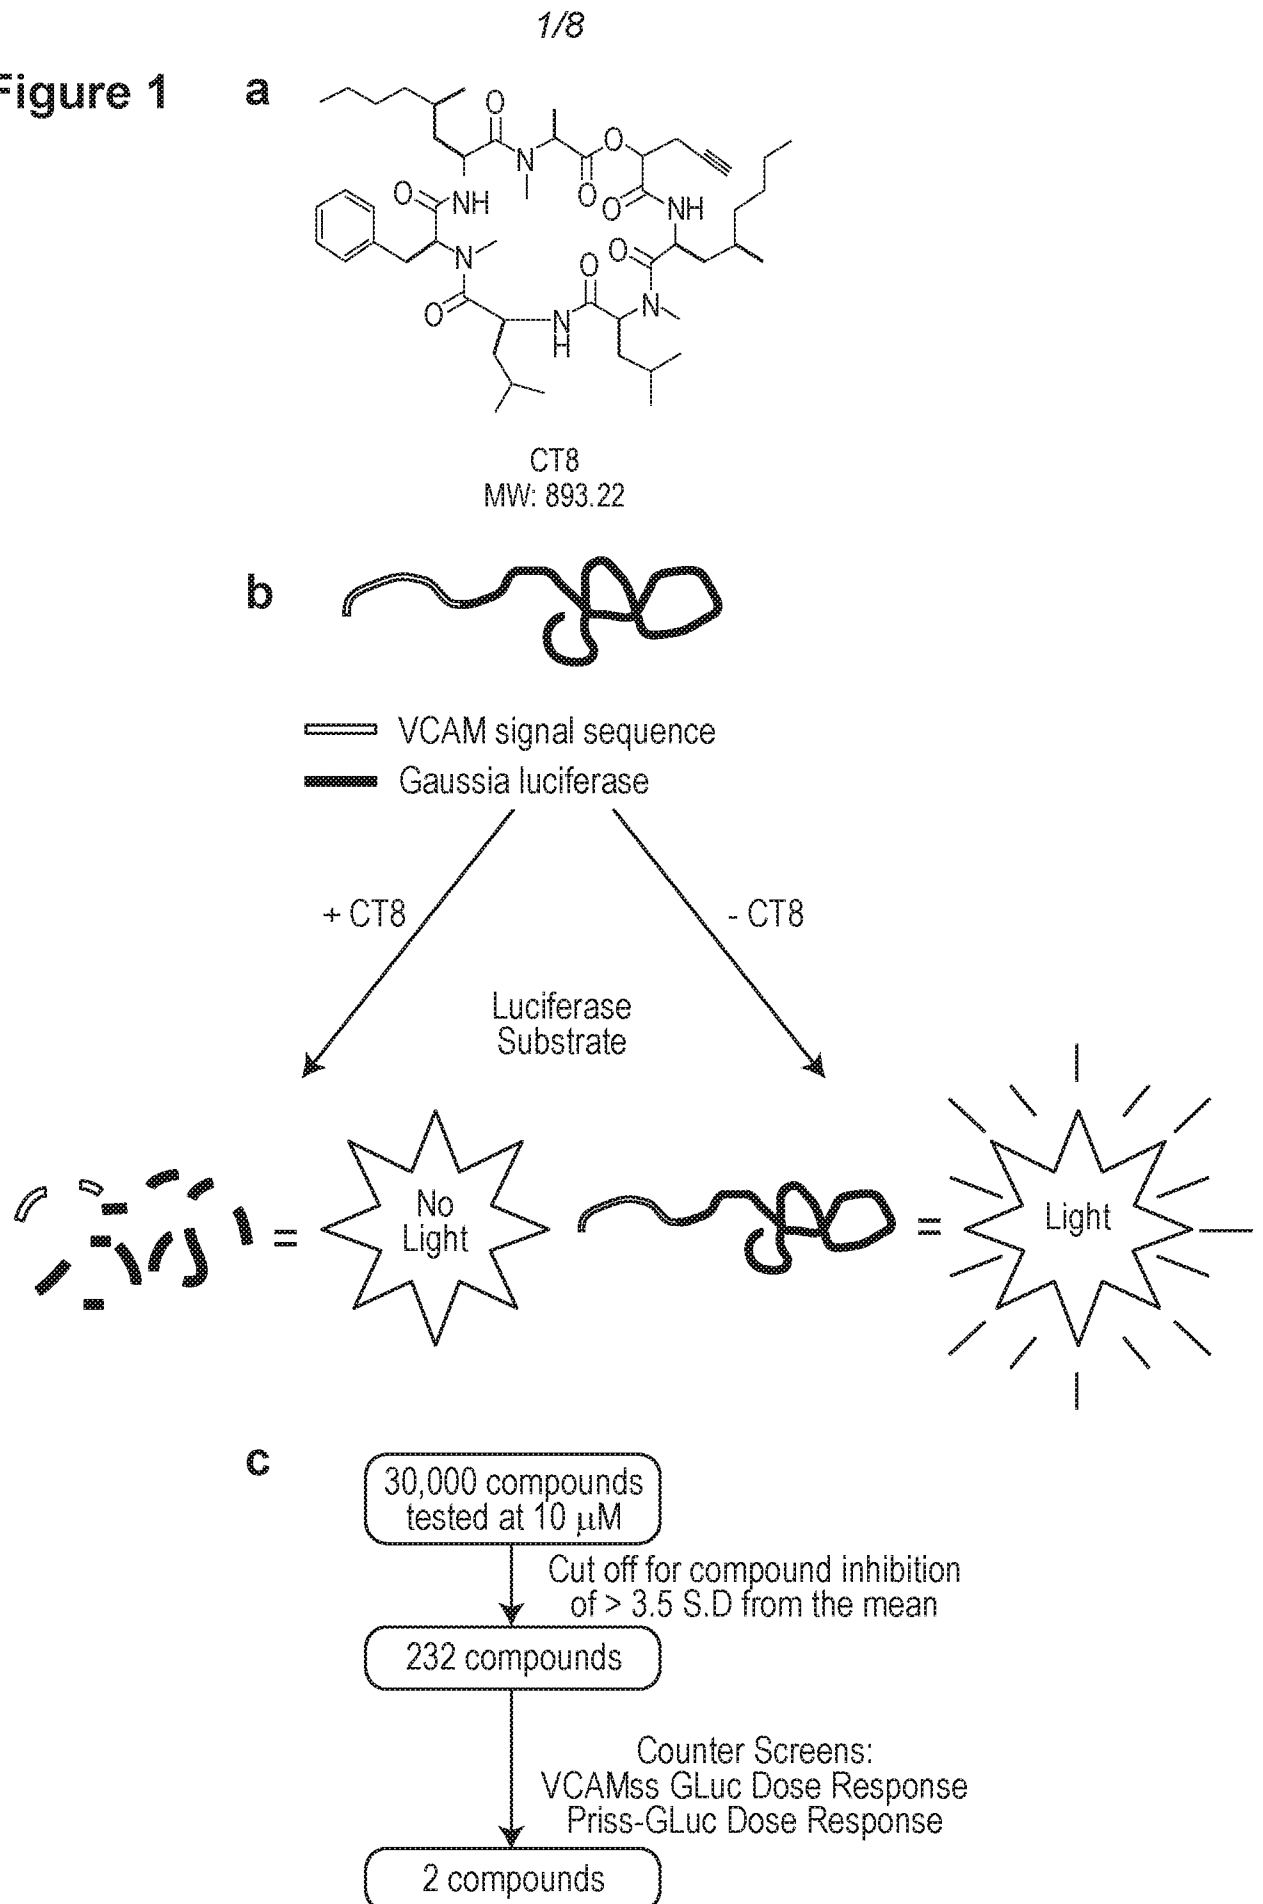 1/8
Figure 1
a
O
N
O
O
O
O
NH
O
NH
N
O
O
N
O
N
H
CT8
MW: 893.22
b
VCAM signal sequence
Gaussia luciferase
+ CT8
- CT8
Luciferase
Substrate
No
Light
=
=
Light
c
30,000 compounds
tested at 10 μM
Cut off for compound inhibition
of > 3.5 S.D from the mean
232 compounds
Counter Screens:
VCAMss GLuc Dose Response
Priss-GLuc Dose Response
2 compounds